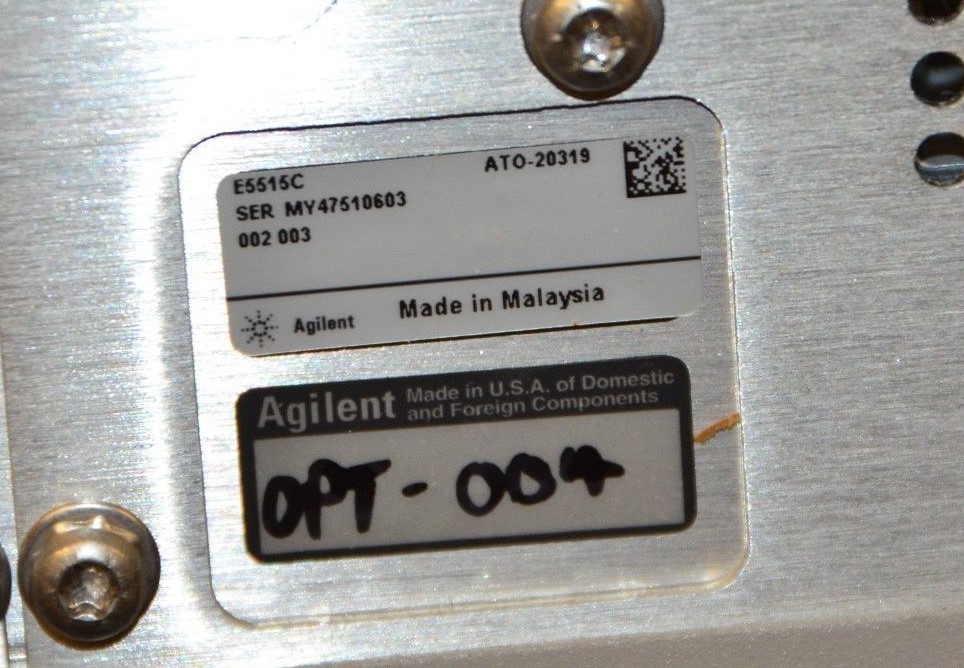 E5515C
ATO-20319
SER MY47510603
002 003
Agilent
Made in Malaysia
Agilent
Made in U.S.A. of Domestic
and Foreign Components
OPT-004